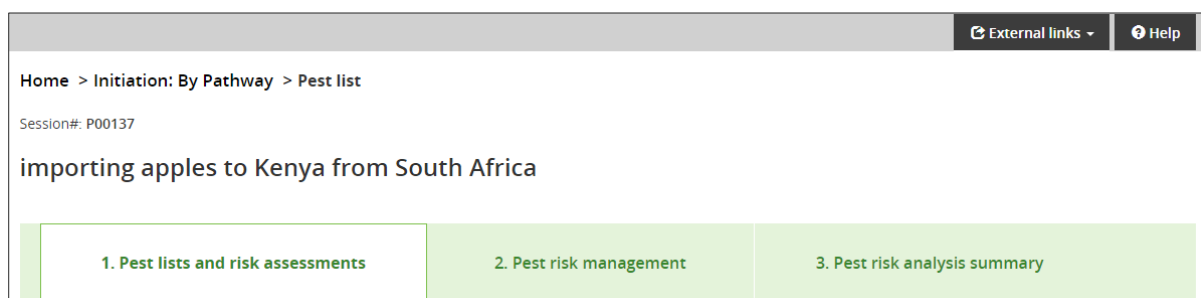 External links
Help
Home > Initiation: By Pathway > Pest list
Session#: P00137
importing apples to Kenya from South Africa
1. Pest lists and risk assessments
2. Pest risk management
3. Pest risk analysis summary